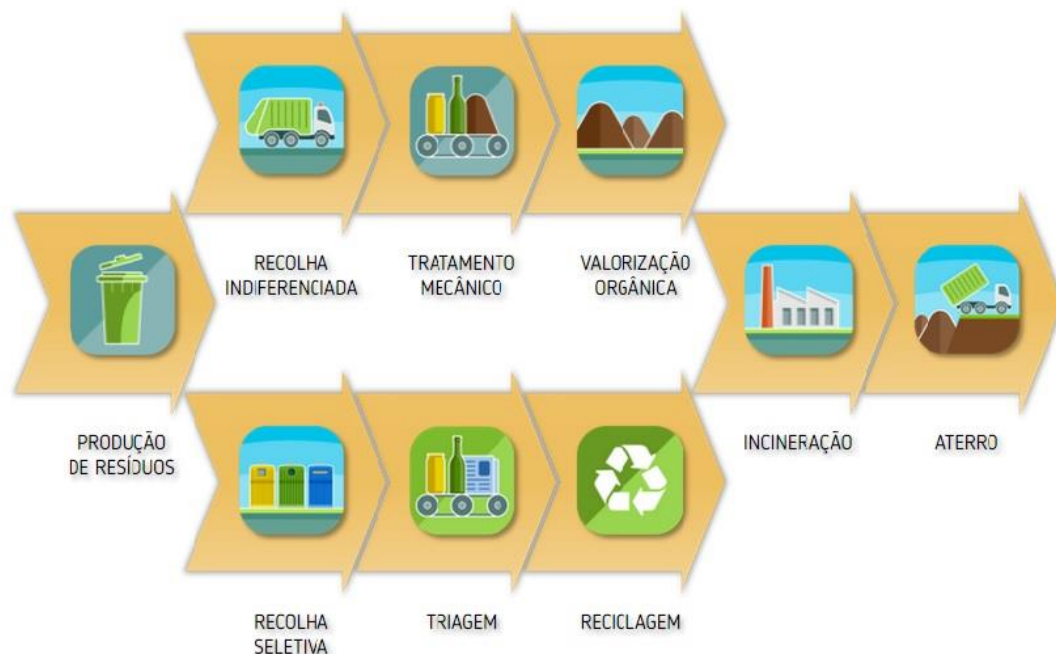 RECOLHA
INDIFERENCIADA
TRATAMENTO
MECÂNICO
VALORIZAÇÃO
ORGÂNICA
PRODUÇÃO
DE RESÍDUOS
INCINERAÇÃO
ATERRO
RECOLHA
SELETIVA
TRIAGEM
RECICLAGEM